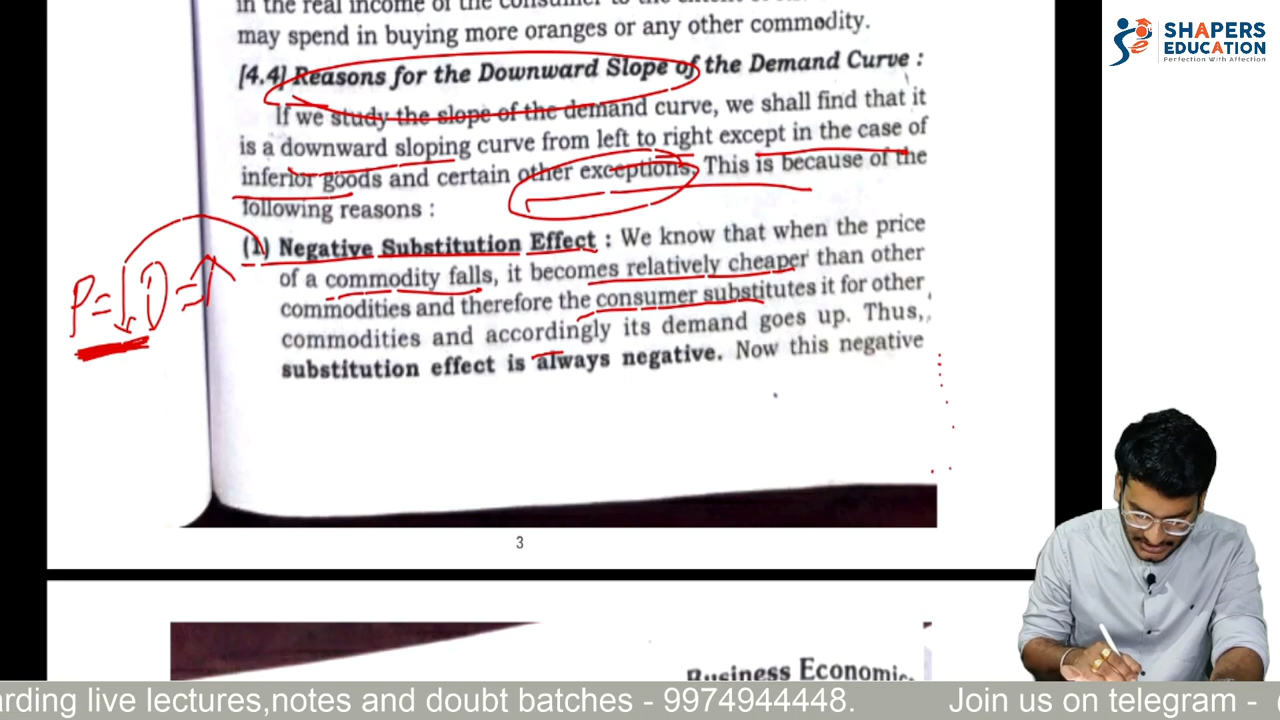 in the real income of the consumer to the extent of
may spend in buying more oranges or any other commodity.
[4.4] Reasons for the Downward Slope of the Demand Curve :
If we study the slope of the demand curve, we shall find that it
is a downward sloping curve from left to right except in the case of
inferior goods and certain other exceptions. This is because of the
following reasons :
(1) Negative Substitution Effect : We know that when the price
of a commodity falls, it becomes relatively cheaper than other
commodities and therefore the consumer substitutes it for other
commodities and accordingly its demand goes up. Thus,
substitution effect is always negative. Now this negative
P=↓ D=↑
3
Business Economic
SHAPERS
EDUCATION
Perfection With Affection
arding live lectures,notes and doubt batches - 9974944448. Join us on telegram -